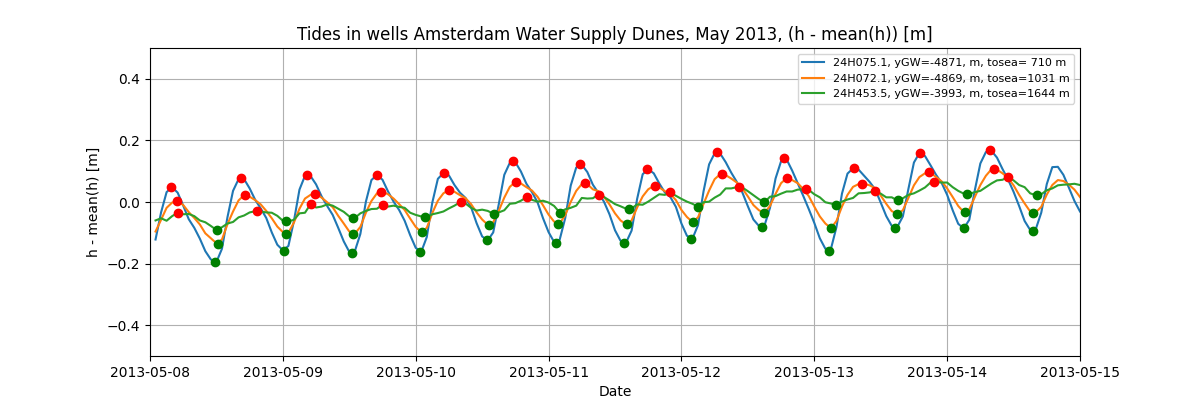 Tides in wells Amsterdam Water Supply Dunes, May 2013, (h - mean(h)) [m]
24H075.1, yGW=-4871, m, tosea= 710 m
24H072.1, yGW=-4869, m, tosea=1031 m
24H453.5, yGW=-3993, m, tosea=1644 m
h - mean(h) [m]
0.4
0.2
0.0
−0.2
−0.4
2013-05-08 2013-05-09 2013-05-10 2013-05-11 2013-05-12 2013-05-13 2013-05-14 2013-05-15
Date